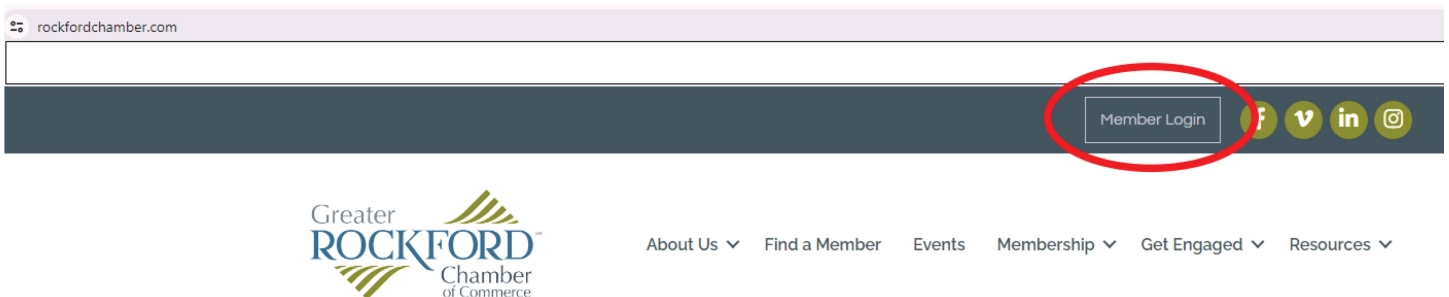 rockfordchamber.com
Member Login
Greater
ROCKFORD
Chamber
of Commerce
About Us Find a Member Events Membership Get Engaged Resources